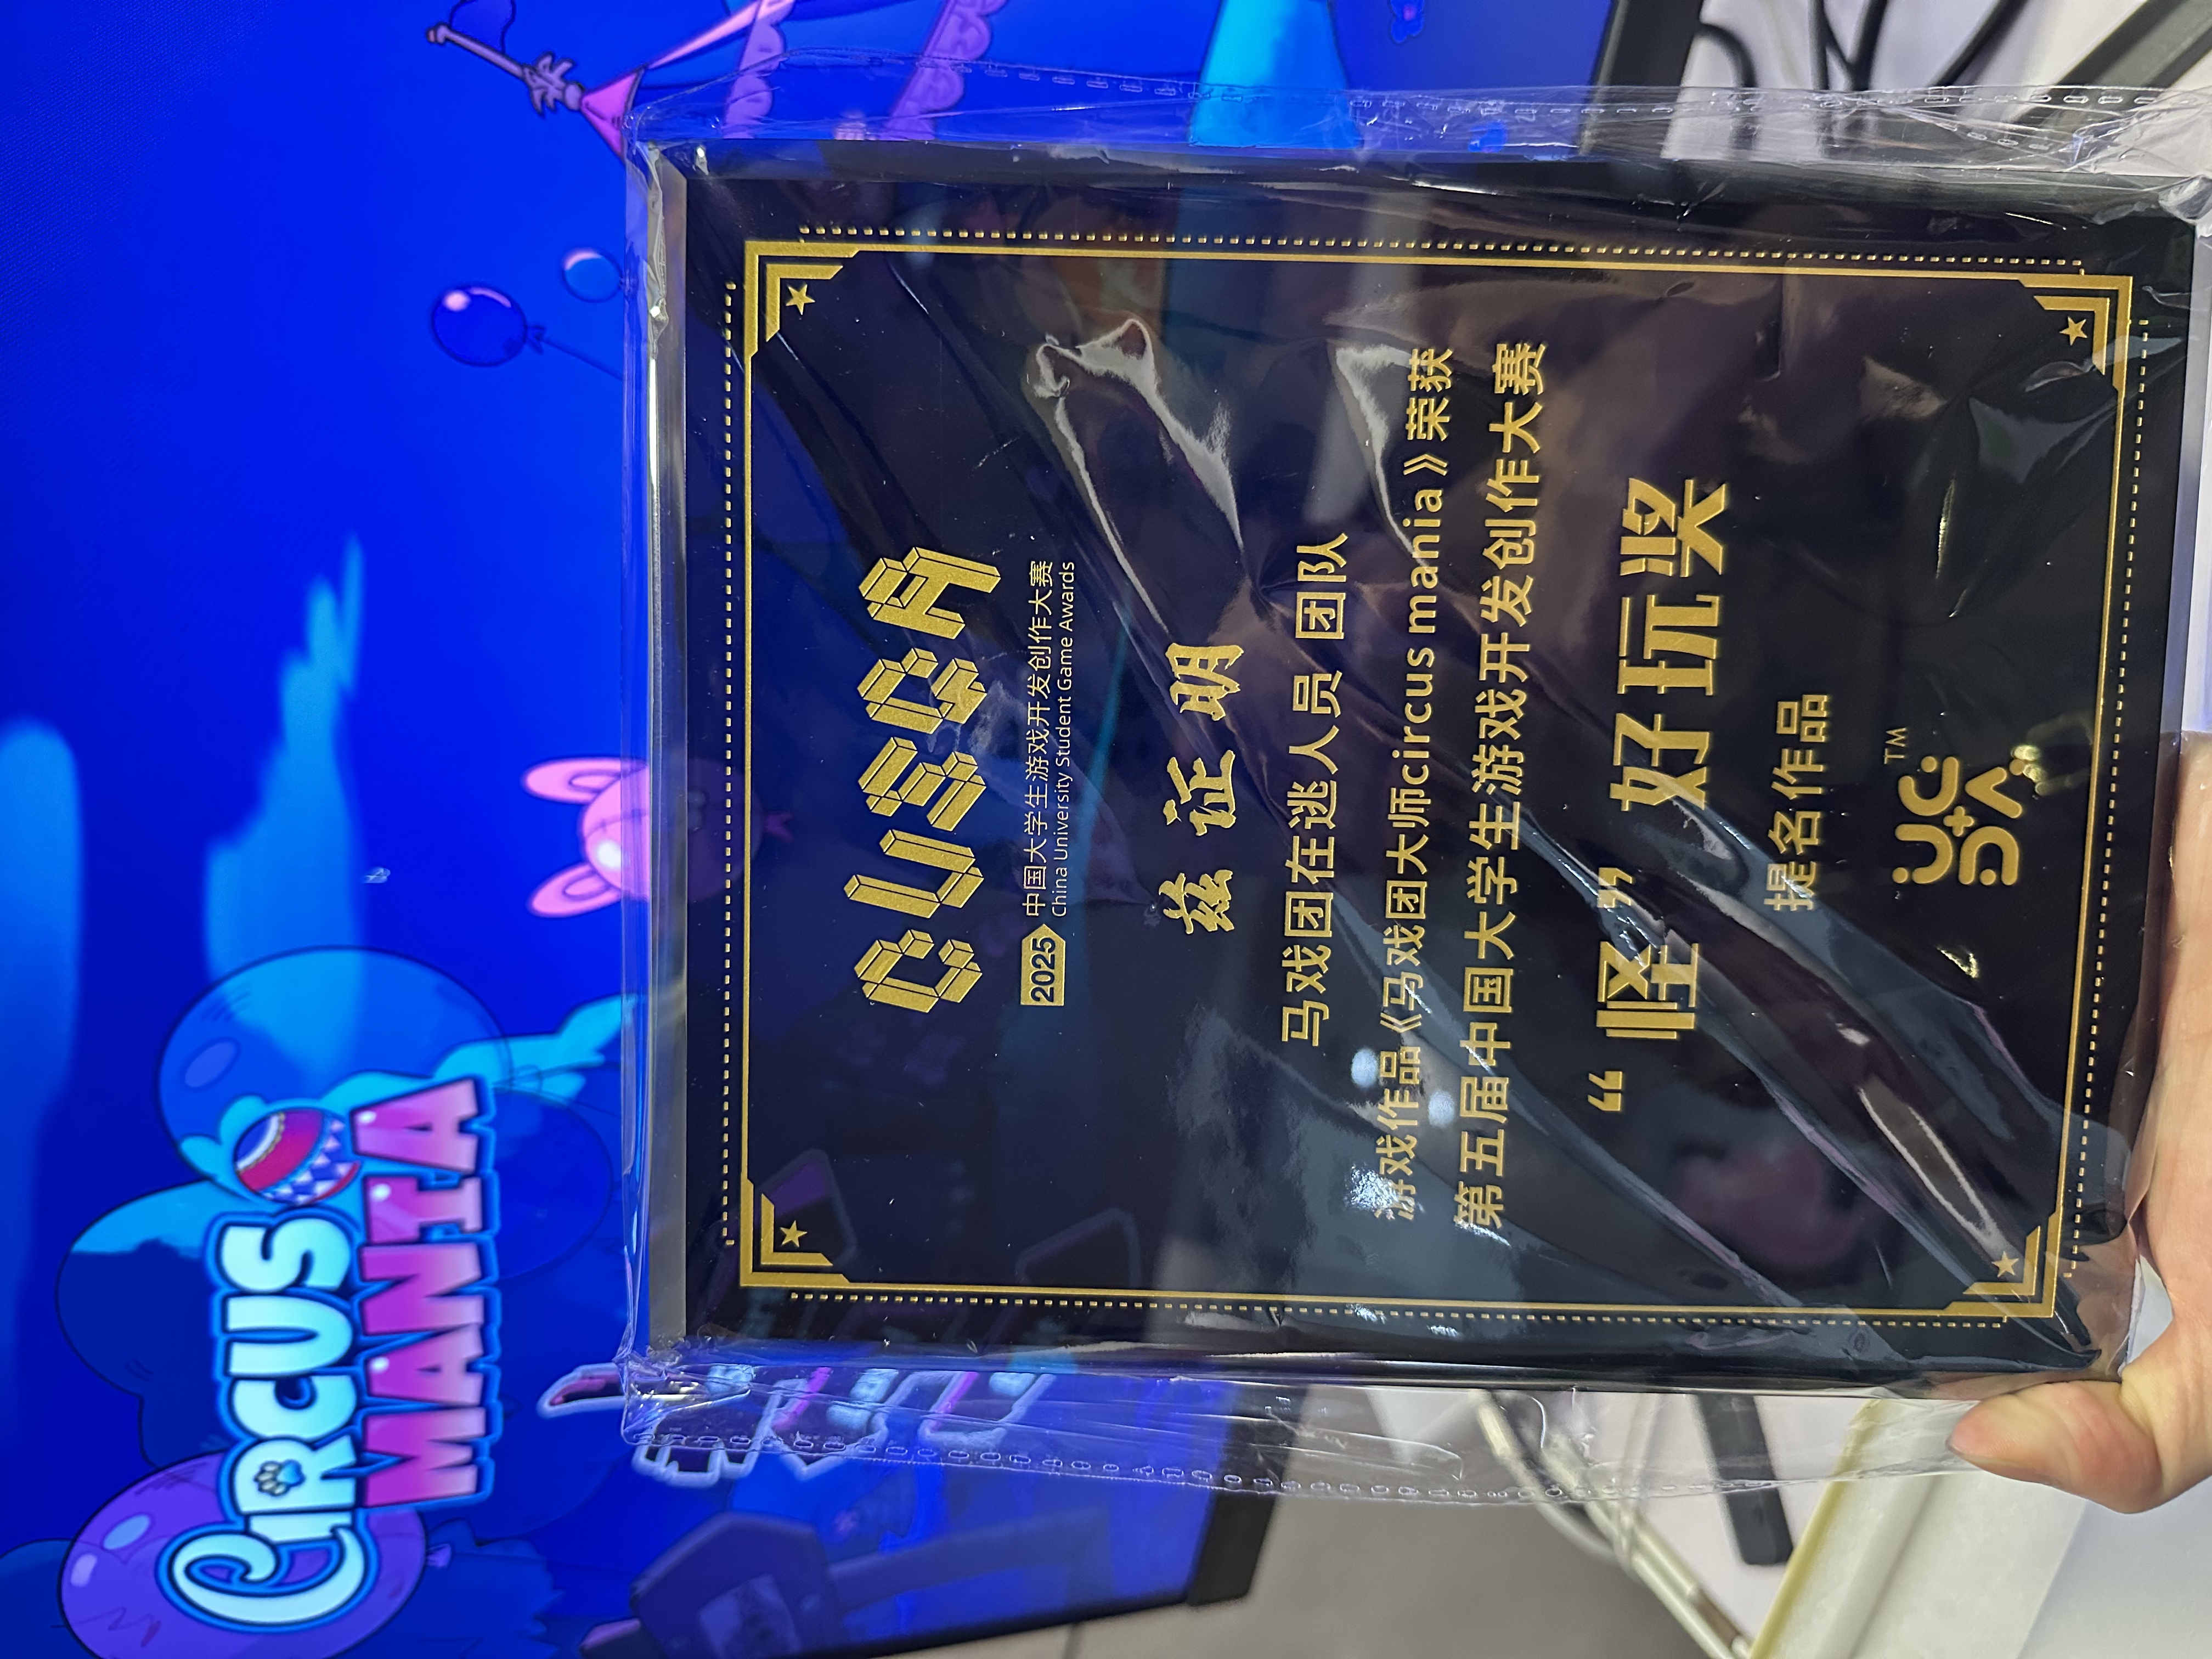 CIRCUS
MANIA
CUSGA
2025 中国大学生游戏开发创作大赛
China University Student Game Awards
兹证明
马戏团在逃人员 团队
游戏作品《马戏团大师circus mania》荣获
第五届中国大学生游戏开发创作大赛
“怪” 好玩奖
提名作品
UC+DA TM